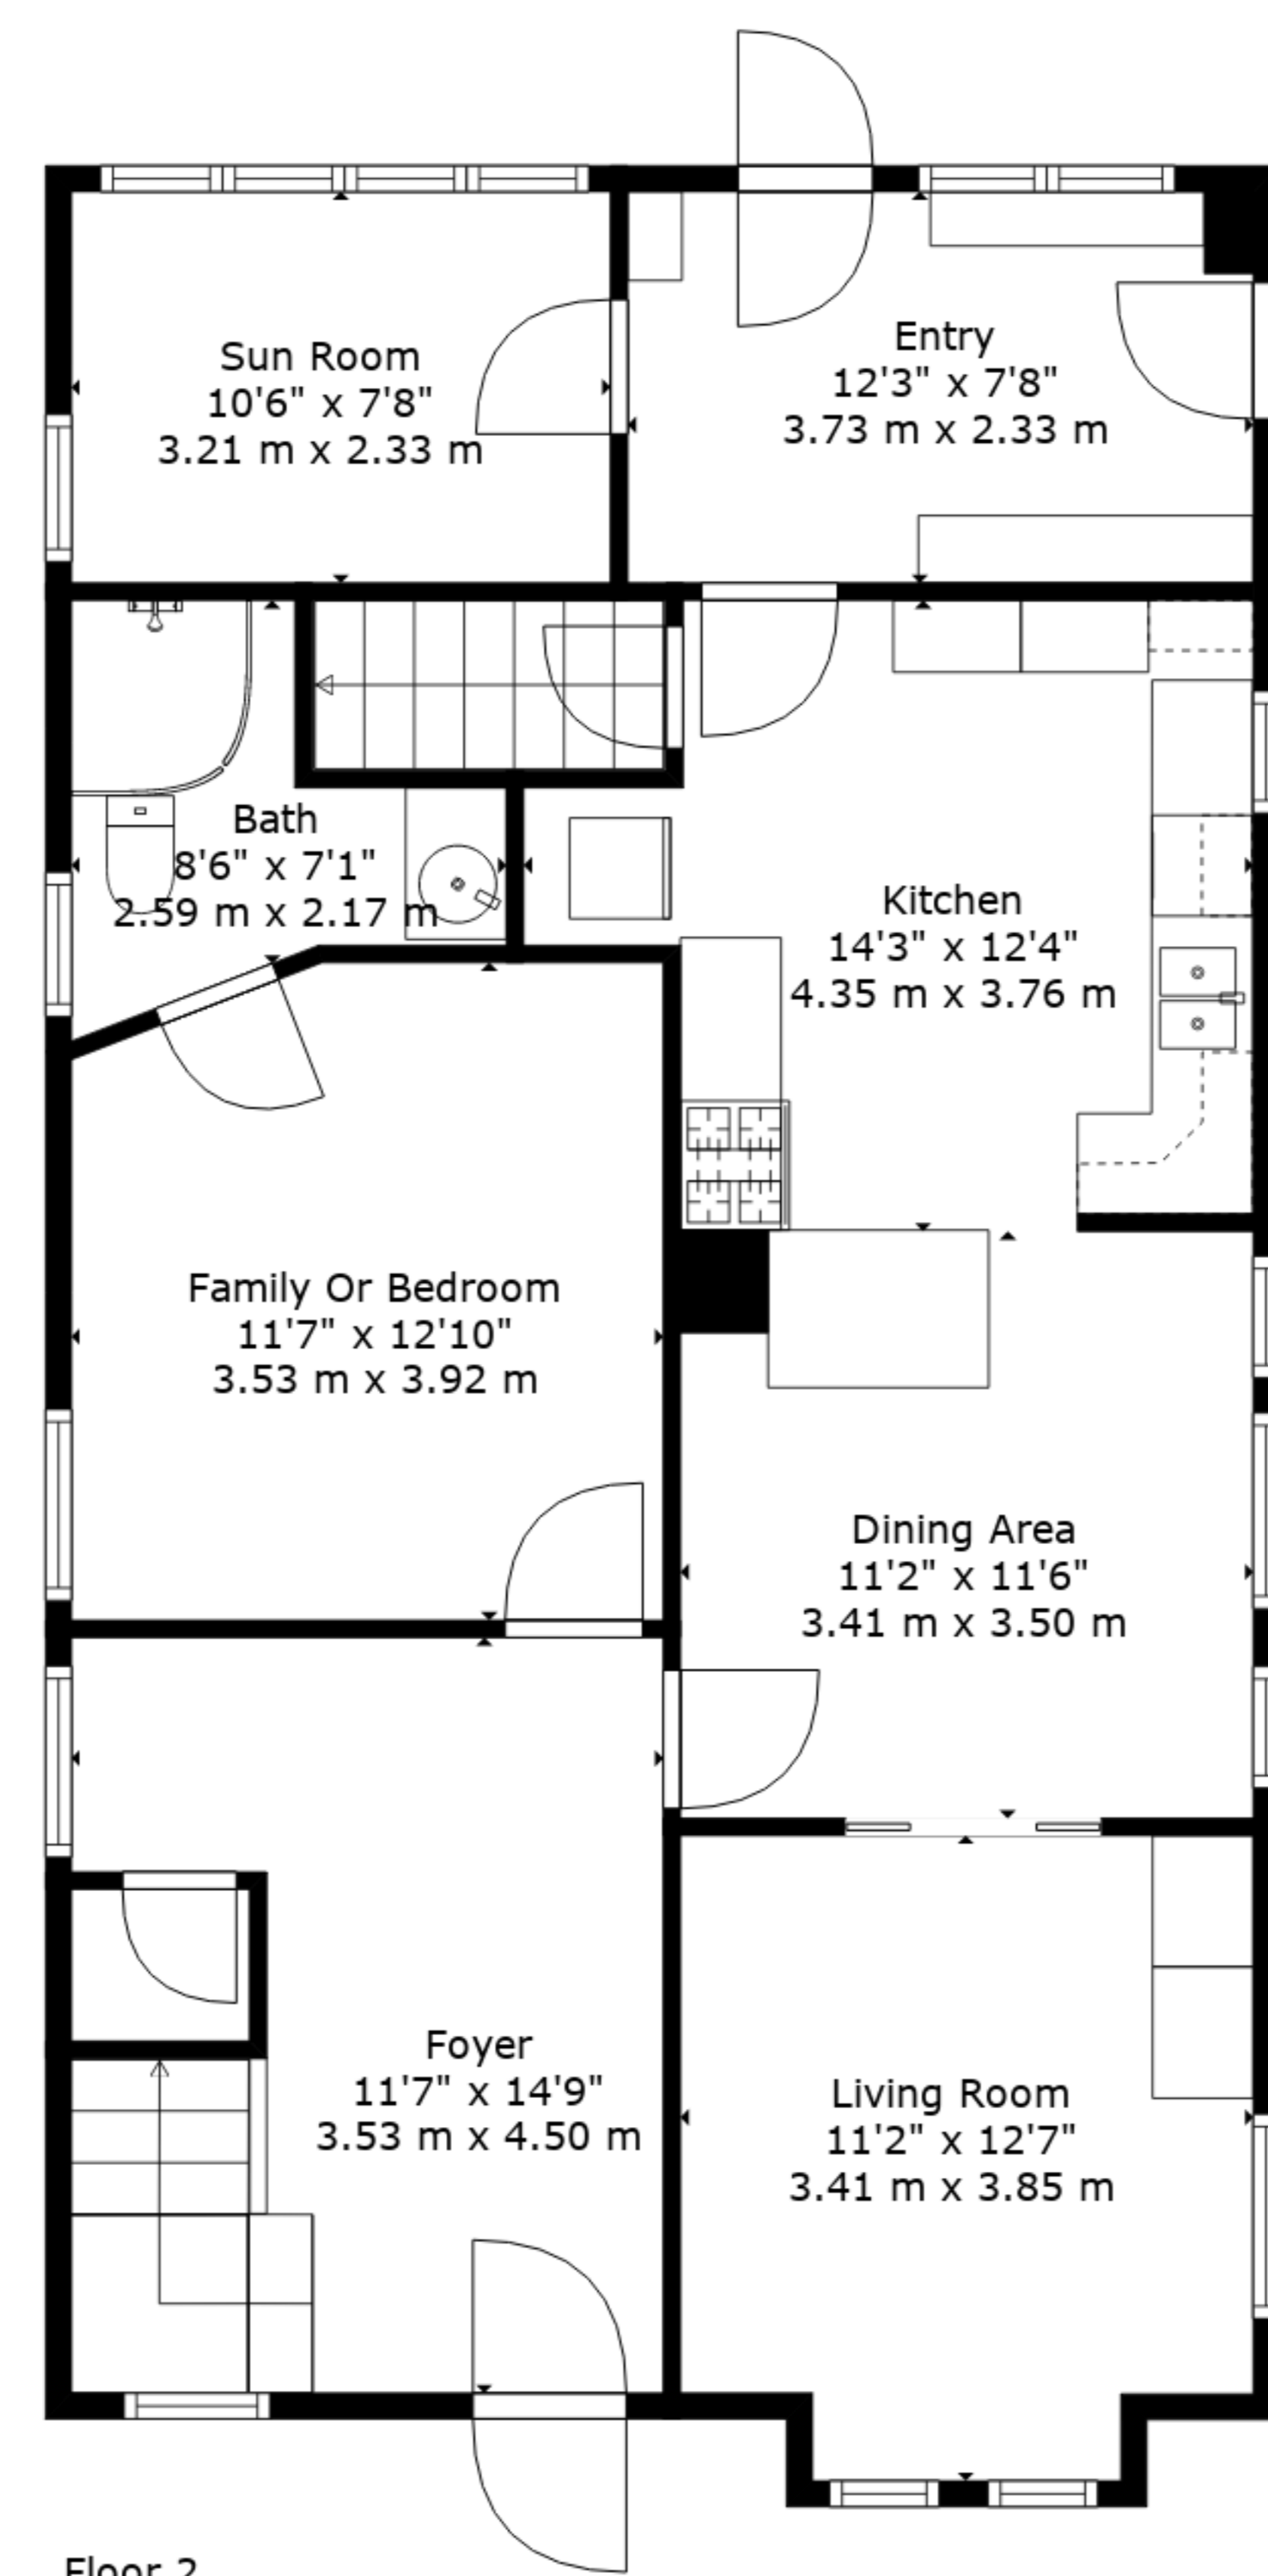 Sun Room
10'6" x 7'8"
3.21 m x 2.33 m
Entry
12'3" x 7'8"
3.73 m x 2.33 m
Bath
8'6" x 7'1"
2.59 m x 2.17 m
Kitchen
14'3" x 12'4"
4.35 m x 3.76 m
Family Or Bedroom
11'7" x 12'10"
3.53 m x 3.92 m
Dining Area
11'2" x 11'6"
3.41 m x 3.50 m
Foyer
11'7" x 14'9"
3.53 m x 4.50 m
Living Room
11'2" x 12'7"
3.41 m x 3.85 m
Floor 2